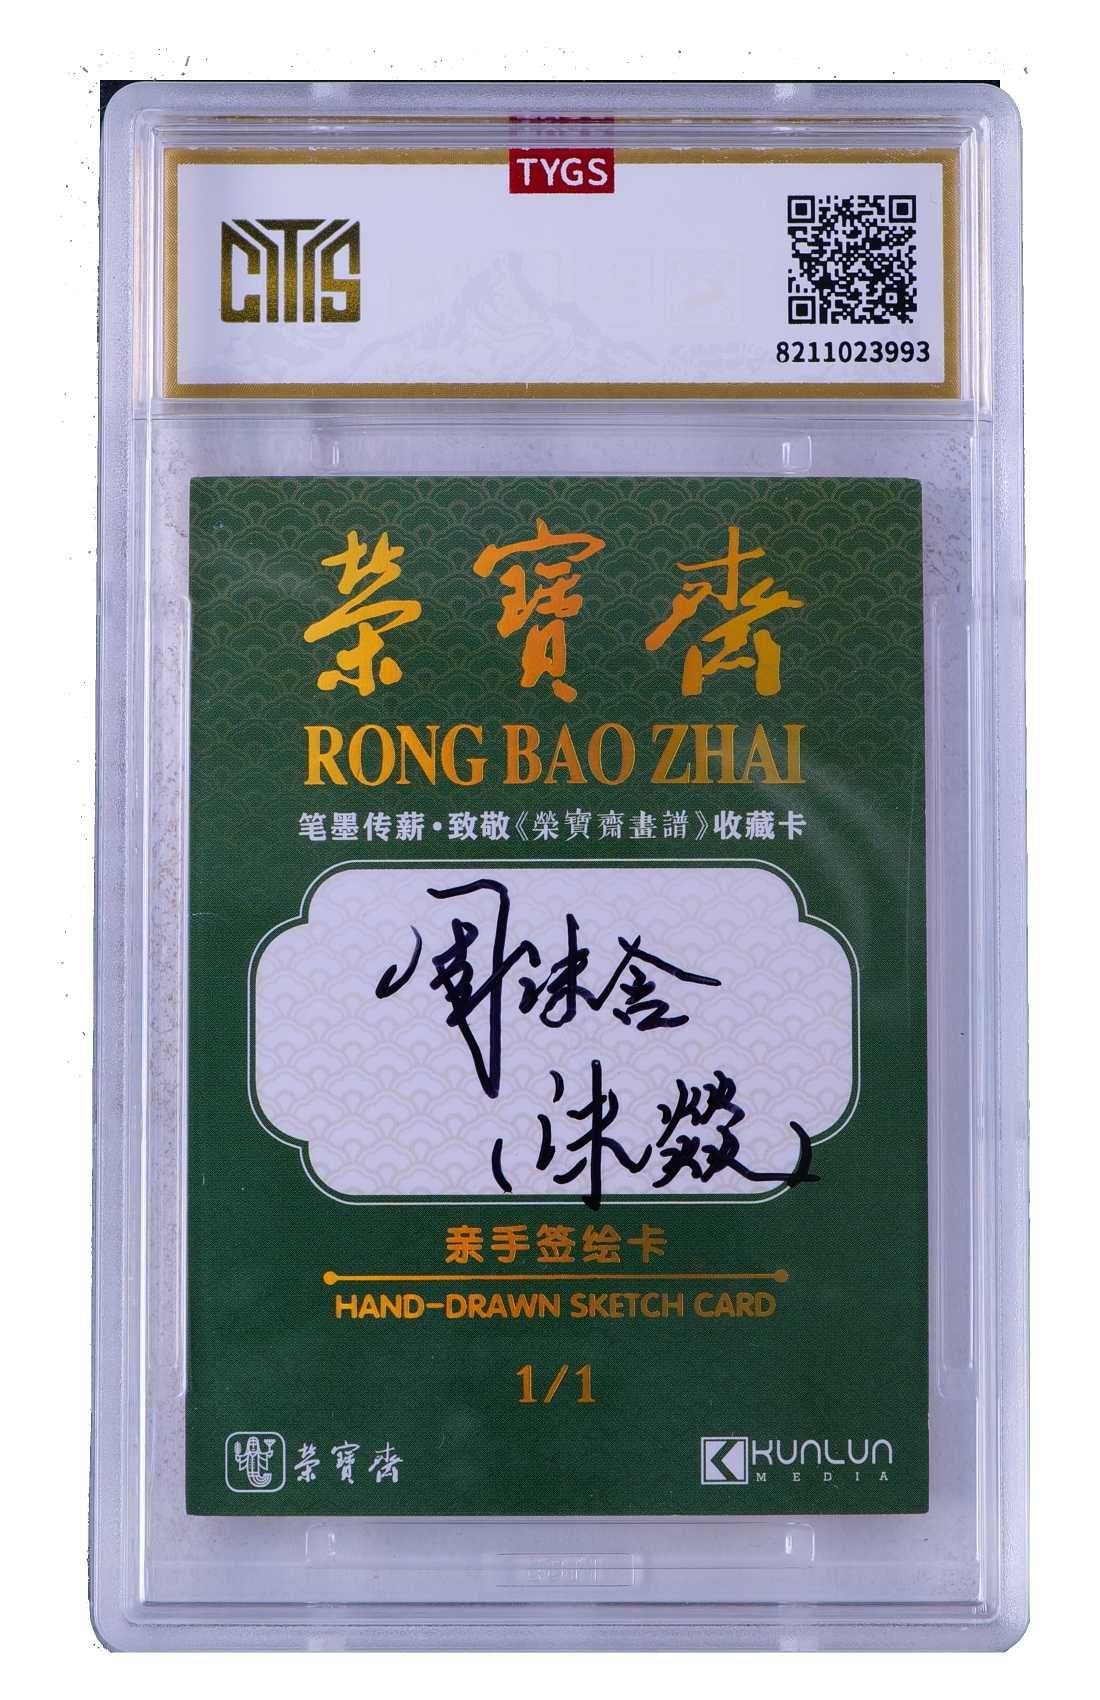 TYGS
CTTS
8211023993
榮寶齋
RONG BAO ZHAI
笔墨传薪·致敬《榮寶齋畫譜》收藏卡
亲手签绘卡
HAND-DRAWN SKETCH CARD
1/1
榮寶齋
KUNLUN
MEDIA